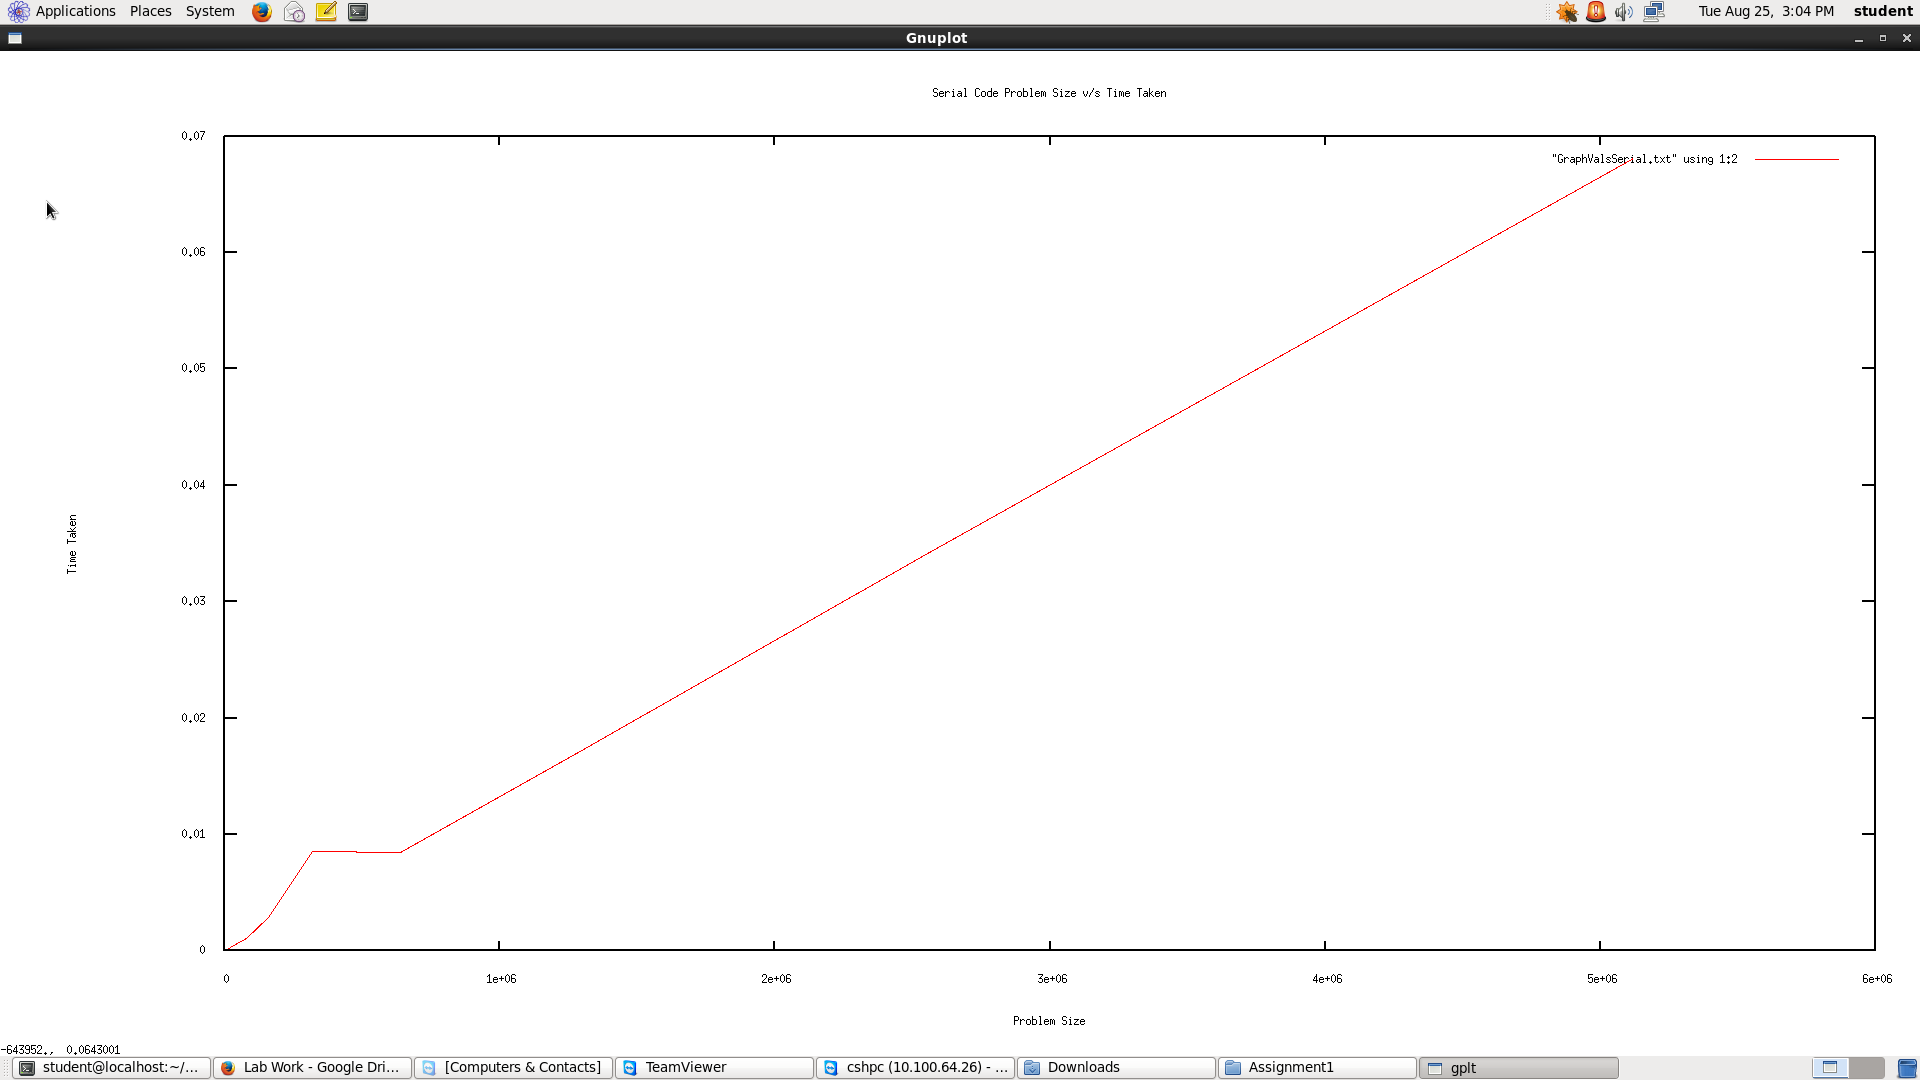 Applications Places System Tue Aug 25, 3:04 PM student
Gnuplot
Serial Code Problem Size v/s Time Taken
"GraphValsSerial.txt" using 1:2
0.07
0.06
0.05
0.04
0.03
0.02
0.01
0
Time Taken
0 1e+06 2e+06 3e+06 4e+06 5e+06 6e+06
Problem Size
-643952., 0.0643001
student@localhost:~/... Lab Work - Google Dri... [Computers & Contacts] TeamViewer cshpc (10.100.64.26) - ... Downloads Assignment1 gplt